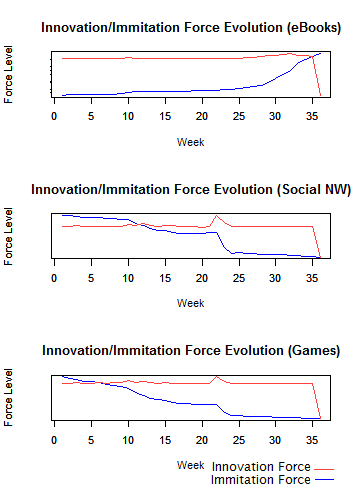 Innovation/Immitation Force Evolution (eBooks)
Force Level
0 5 10 15 20 25 30 35
Week
Innovation/Immitation Force Evolution (Social NW)
Force Level
0 5 10 15 20 25 30 35
Week
Innovation/Immitation Force Evolution (Games)
Force Level
0 5 10 15 20 25 30 35
Week
Innovation Force
Immitation Force